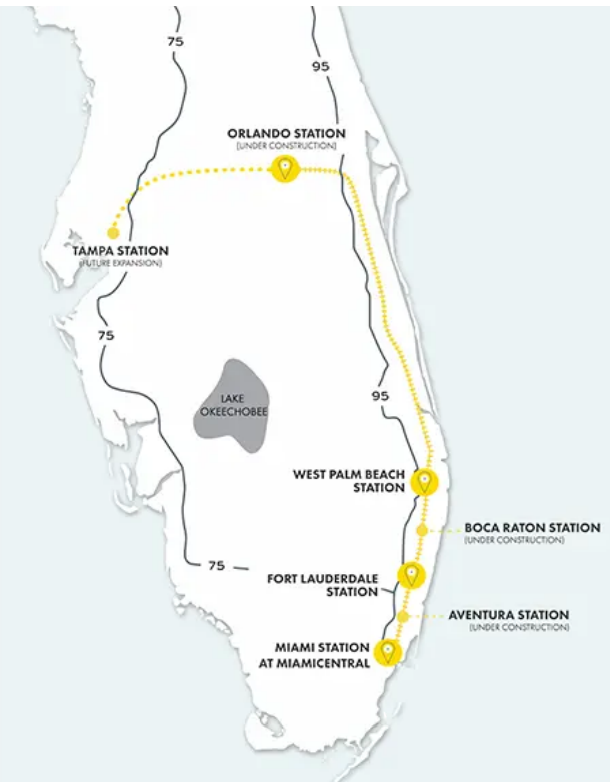 75
95
ORLANDO STATION
(UNDER CONSTRUCTION)
TAMPA STATION
(FUTURE EXPANSION)
75
95
LAKE
OKEECHOBEE
WEST PALM BEACH
STATION
BOCA RATON STATION
(UNDER CONSTRUCTION)
75
FORT LAUDERDALE
STATION
AVENTURA STATION
(UNDER CONSTRUCTION)
MIAMI STATION
AT MIAMICENTRAL